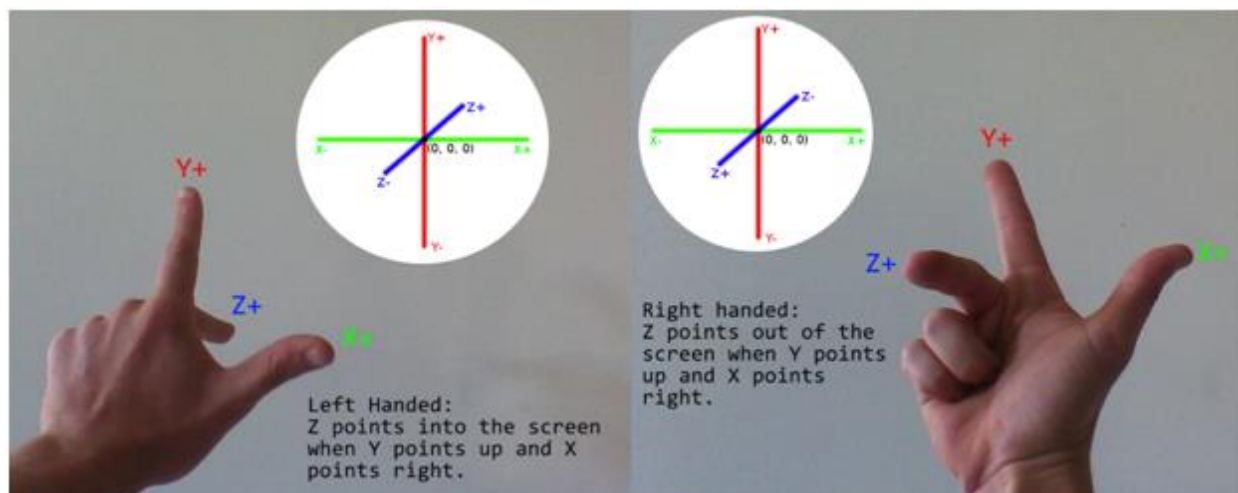 Y+
Z+
X- (0, 0, 0) X+
Z-
Y-
Y+
Z+
X+
Left Handed:
Z points into the screen
when Y points up and X
points right.
Y+
Z-
X- (0, 0, 0) X+
Z+
Y-
Y+
Z+
X+
Right handed:
Z points out of the
screen when Y points
up and X points
right.